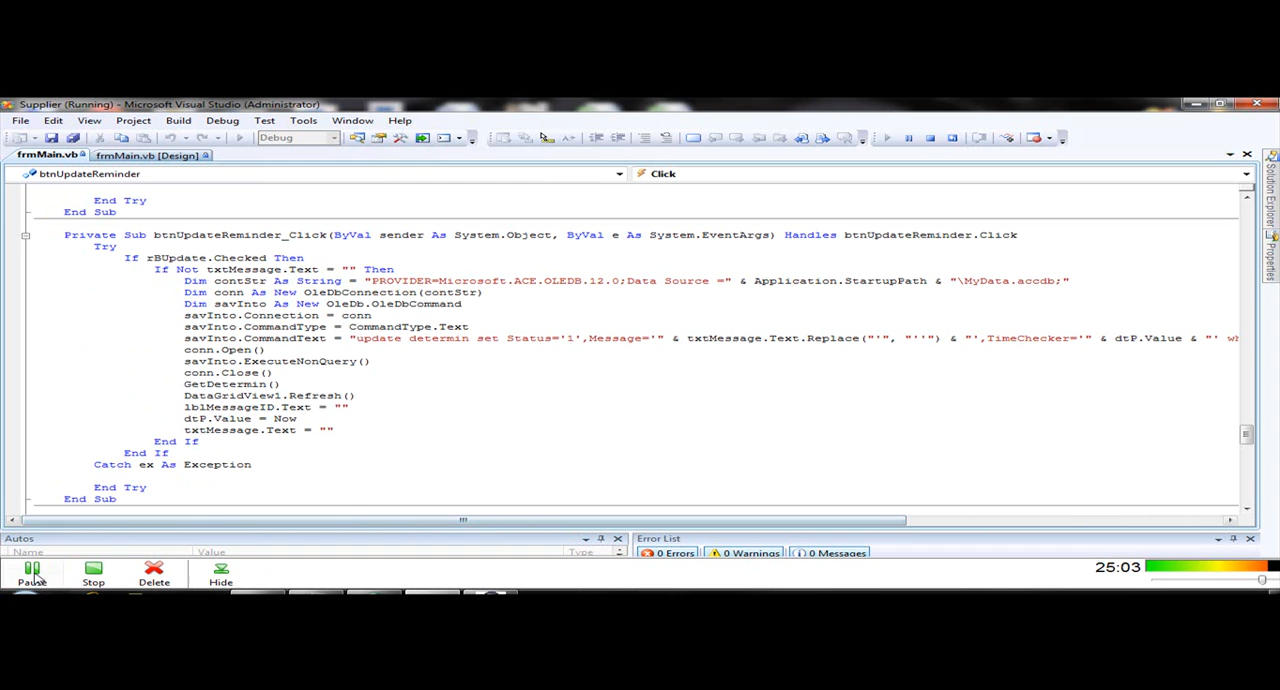 Supplier (Running) - Microsoft Visual Studio (Administrator)
File Edit View Project Build Debug Test Tools Window Help
Debug
frmMain.vb frmMain.vb [Design]
btnUpdateReminder Click
End Try
End Sub
Private Sub btnUpdateReminder_Click(ByVal sender As System.Object, ByVal e As System.EventArgs) Handles btnUpdateReminder.Click
Try
If rBUpdate.Checked Then
If Not txtMessage.Text = "" Then
Dim contStr As String = "PROVIDER=Microsoft.ACE.OLEDB.12.0;Data Source =" & Application.StartupPath & "\MyData.accdb;"
Dim conn As New OleDbConnection(contStr)
Dim savInto As New OleDb.OleDbCommand
savInto.Connection = conn
savInto.CommandType = CommandType.Text
savInto.CommandText = "update determin set Status='1',Message='" & txtMessage.Text.Replace("'", "''") & "',TimeChecker='" & dtP.Value & "' wh
conn.Open()
savInto.ExecuteNonQuery()
conn.Close()
GetDetermin()
DataGridView1.Refresh()
lblMessageID.Text = ""
dtP.Value = Now
txtMessage.Text = ""
End If
End If
Catch ex As Exception
End Try
End Sub
Solution Explorer
Properties
Autos Error List
Name Value Type 0 Errors 0 Warnings 0 Messages
Pause Stop Delete Hide 25:03